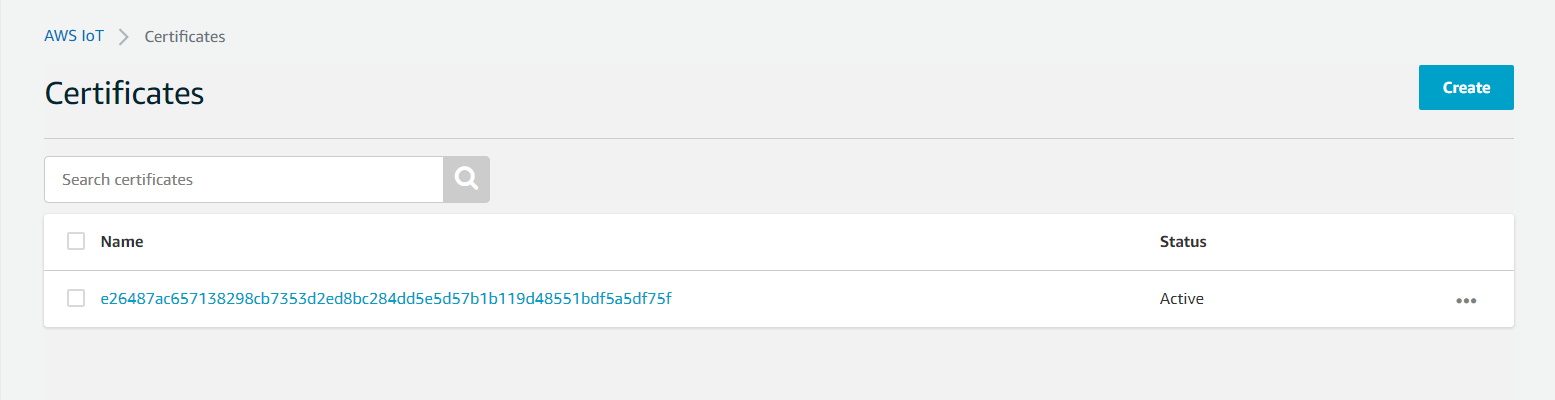 AWS IoT > Certificates
Certificates
Create
Search certificates
Name Status
e26487ac657138298cb7353d2ed8bc284dd5e5d57b1b119d48551bdf5a5df75f Active